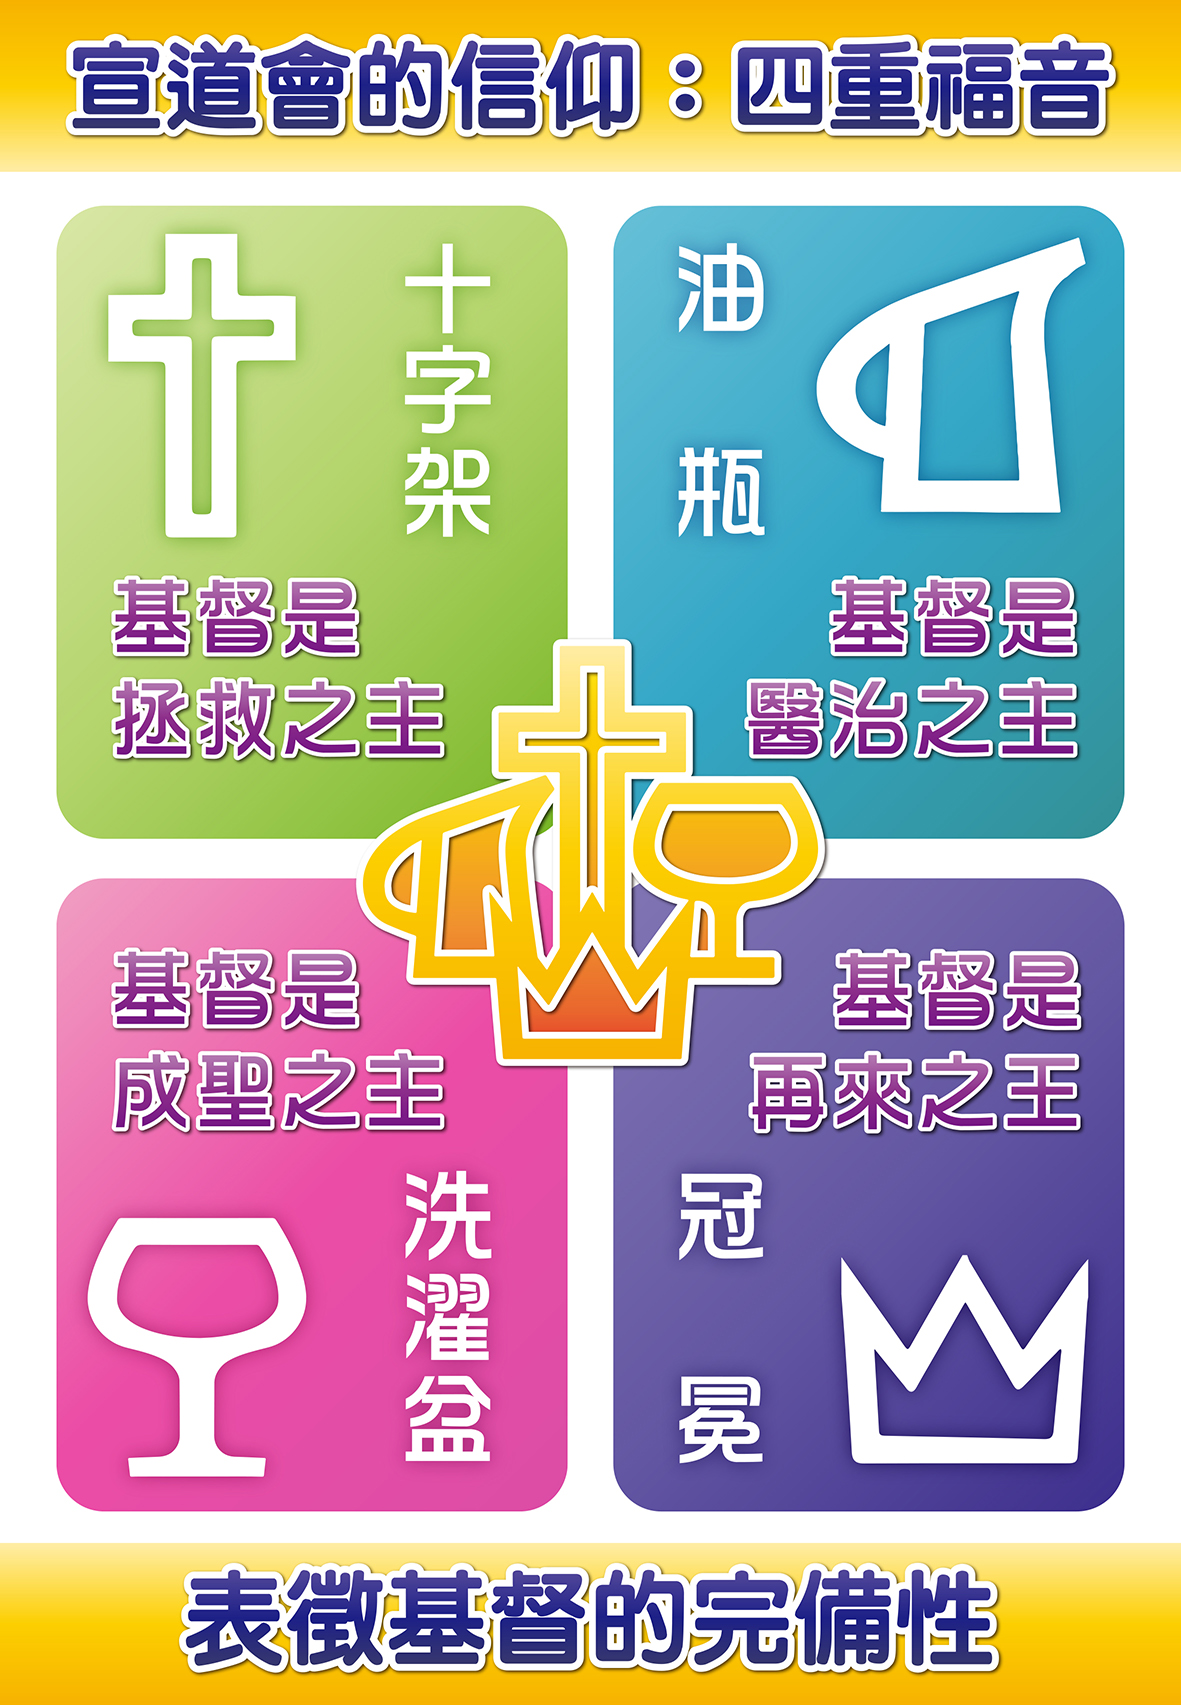 宣道會的信仰：四重福音
十字架
基督是
拯救之主
油瓶
基督是
醫治之主
基督是
成聖之主
洗濯盆
基督是
再來之王
冠冕
表徵基督的完備性